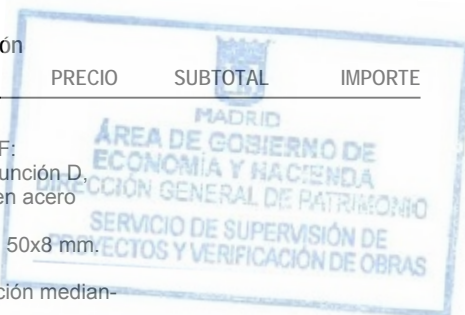 ón
PRECIO SUBTOTAL IMPORTE
MADRID
F:
ÁREA DE GOBIERNO DE
unción D,
ECONOMÍA Y HACIENDA
en acero
DIRECCIÓN GENERAL DE PATRIMONIO
SERVICIO DE SUPERVISIÓN DE
50x8 mm.
PROYECTOS Y VERIFICACIÓN DE OBRAS
ción median-